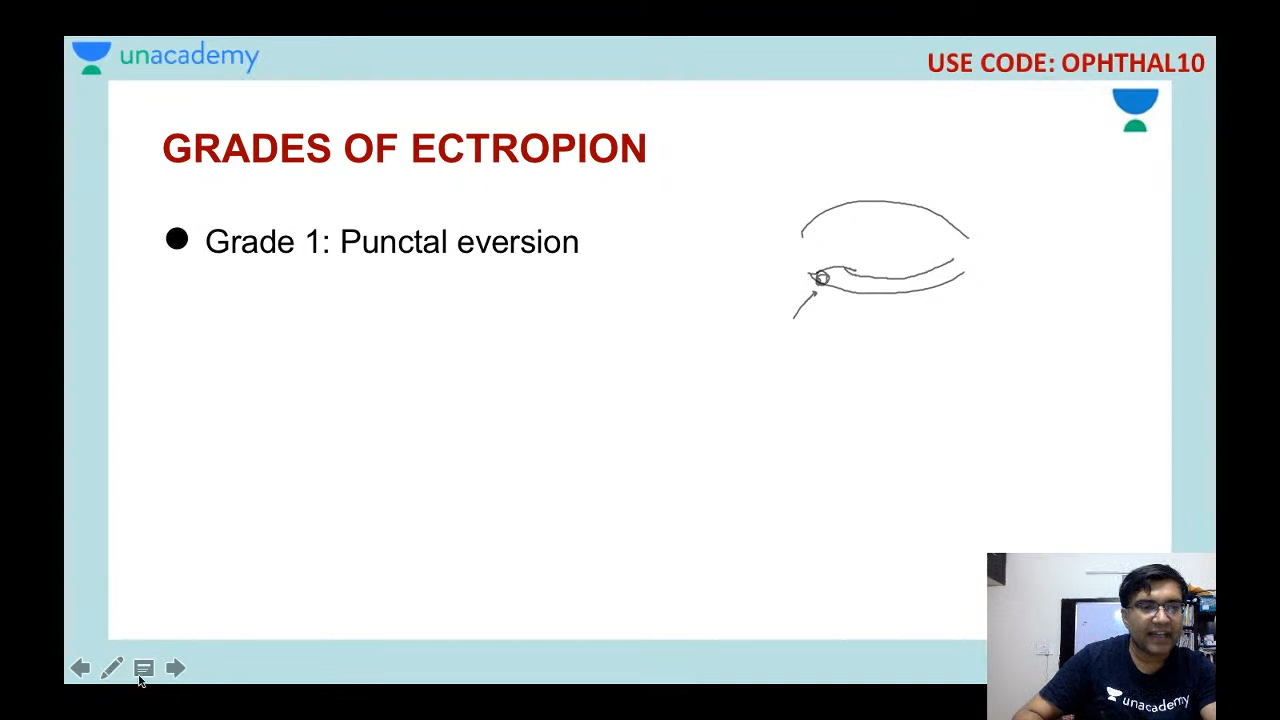 unacademy
USE CODE: OPHTHAL10
GRADES OF ECTROPION
Grade 1: Punctal eversion
unacademy